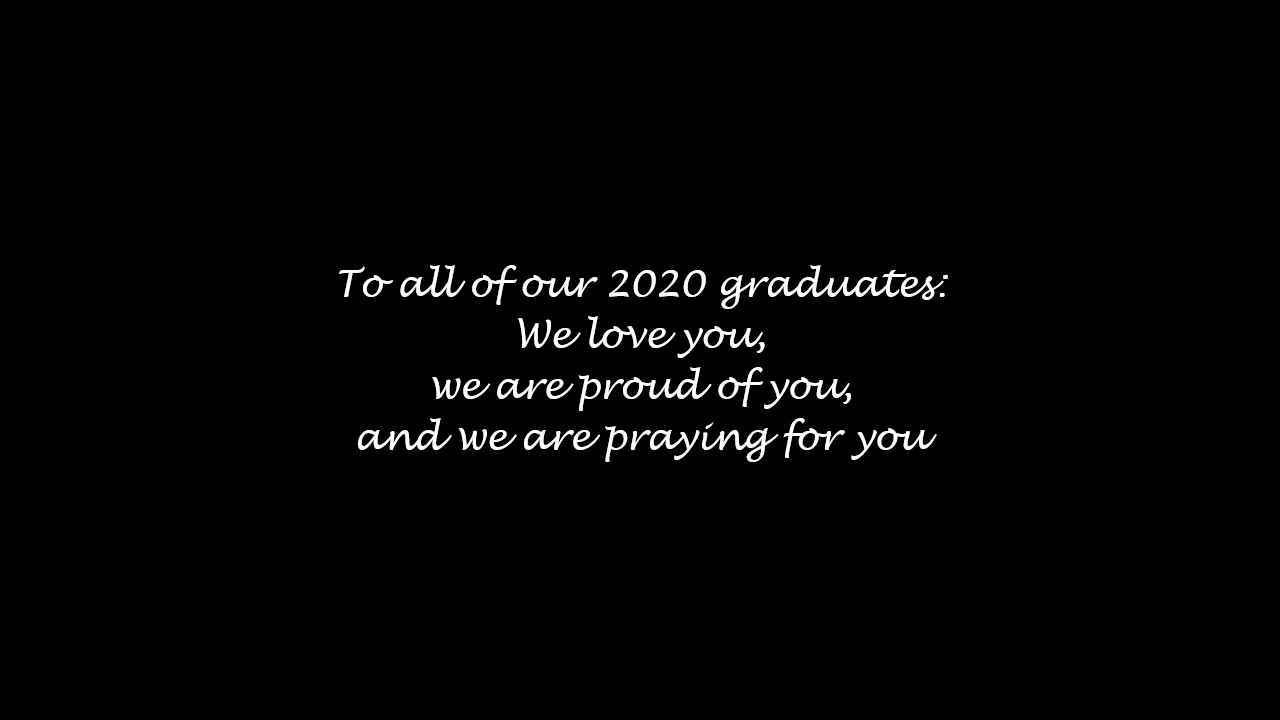 To all of our 2020 graduates:
We love you,
we are proud of you,
and we are praying for you